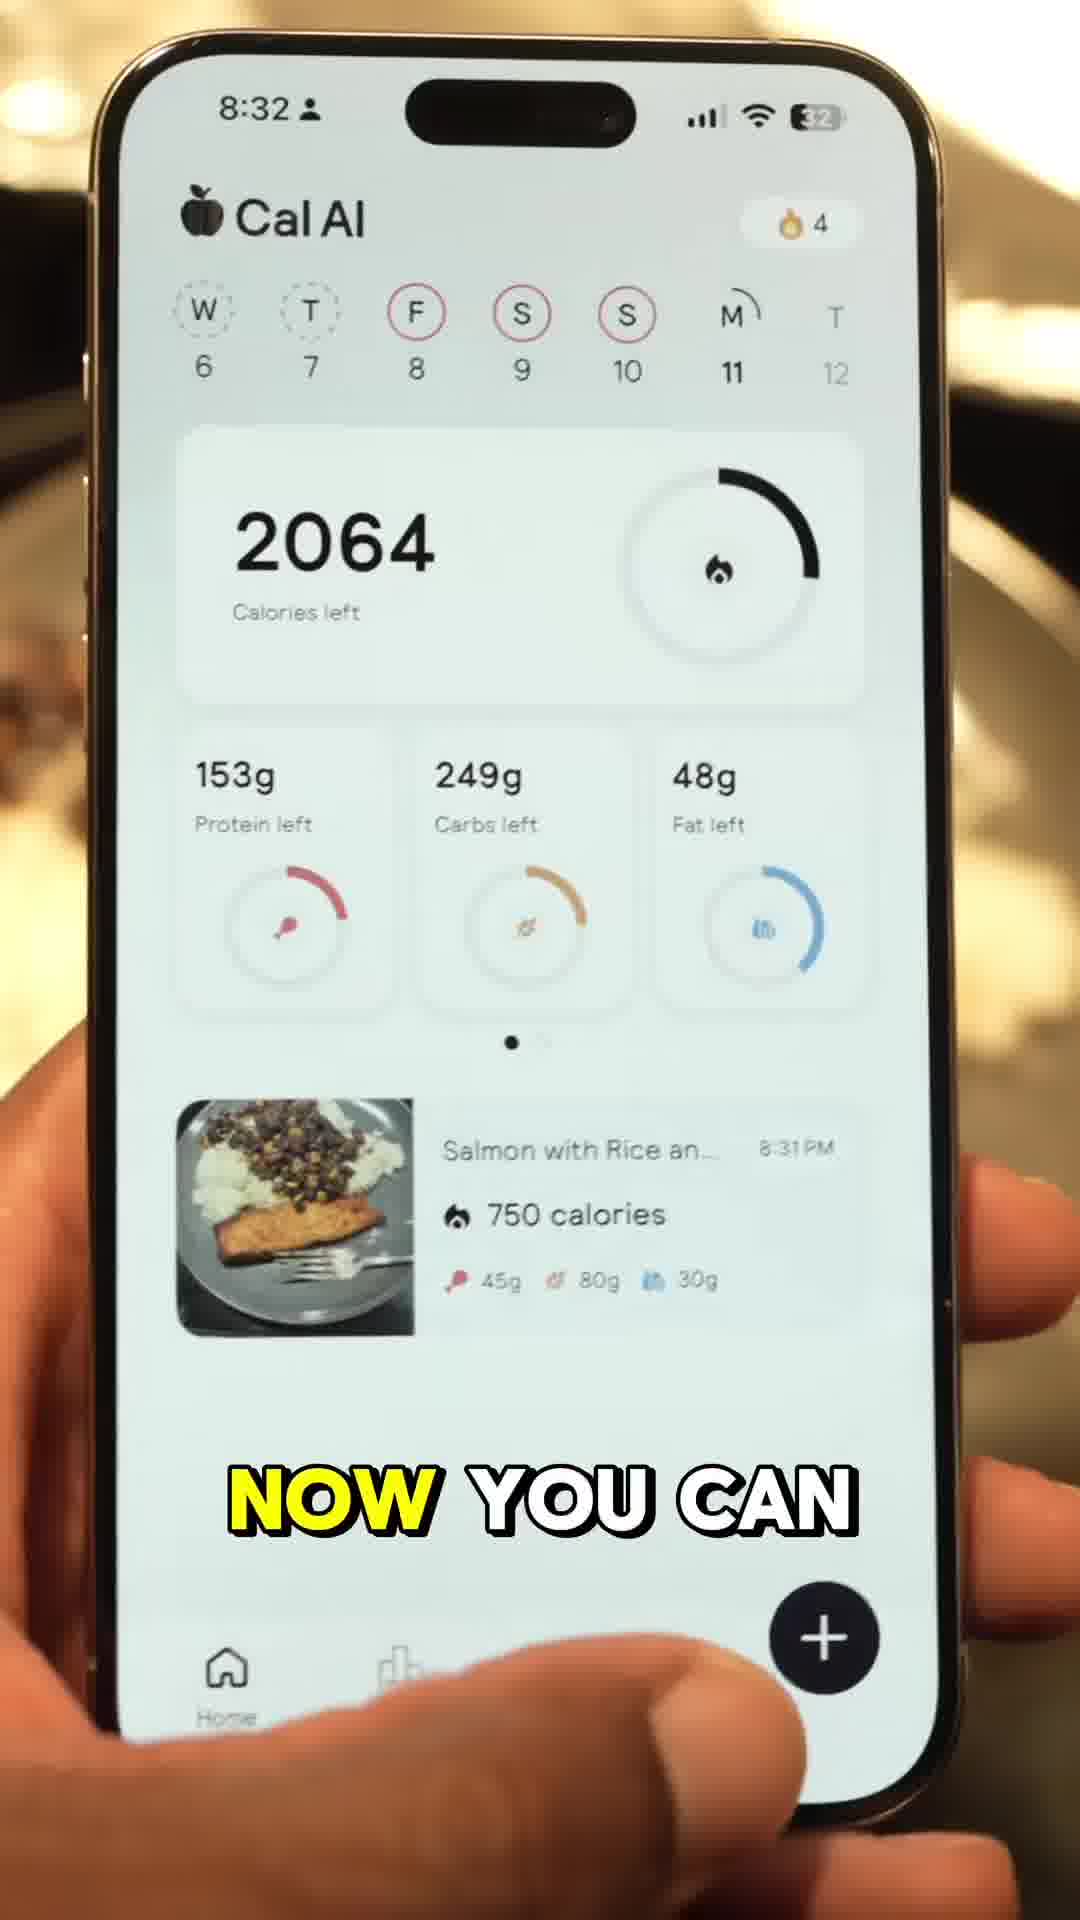 8:32
32
Cal AI
4
W T F S S M T
6 7 8 9 10 11 12
2064
Calories left
153g 249g 48g
Protein left Carbs left Fat left
Salmon with Rice an... 8:31 PM
750 calories
45g 80g 30g
NOW YOU CAN
Home